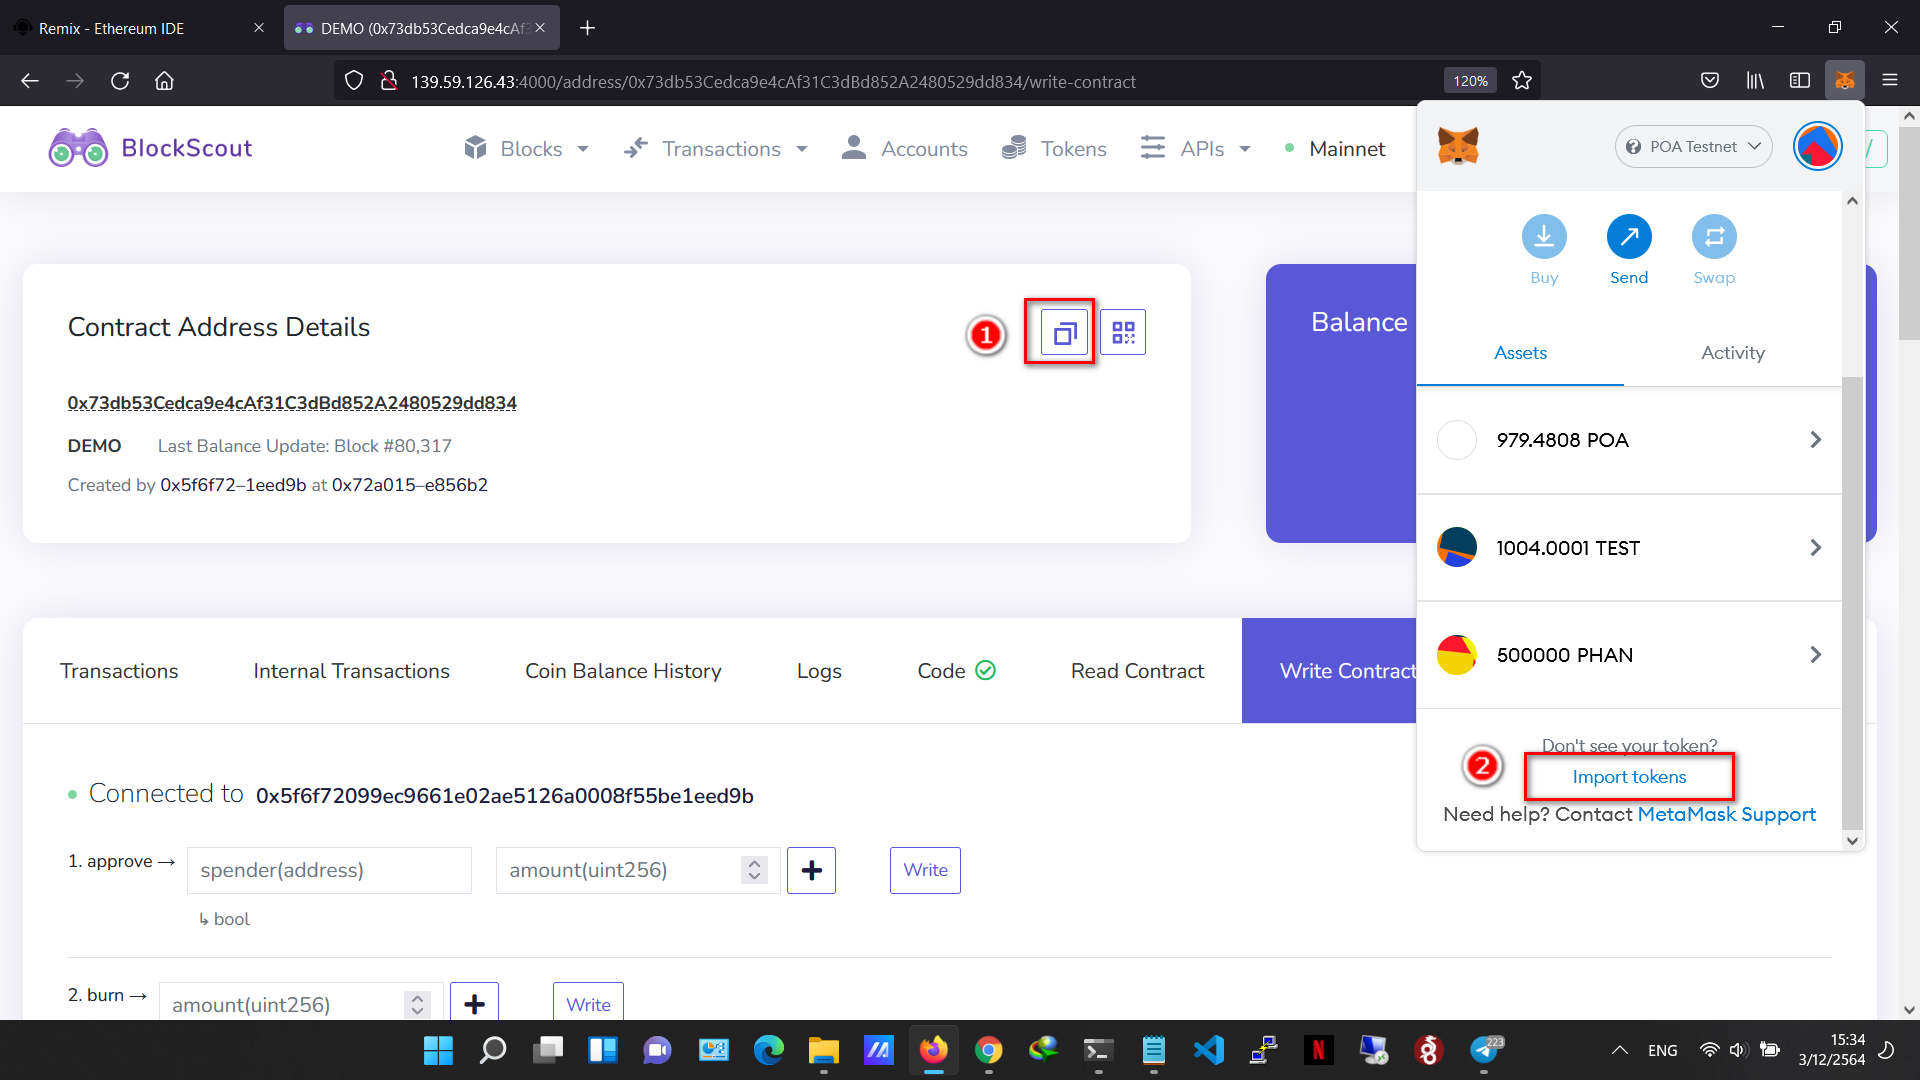 Remix - Ethereum IDE
DEMO (0x73db53Cedca9e4cAf3
139.59.126.43:4000/address/0x73db53Cedca9e4cAf31C3dBd852A2480529dd834/write-contract
120%
BlockScout
Blocks
Transactions
Accounts
Tokens
APIs
Mainnet
/
POA Testnet
Buy
Send
Swap
Assets
Activity
979.4808 POA
1004.0001 TEST
500000 PHAN
Don't see your token?
2
Import tokens
Need help? Contact MetaMask Support
Contract Address Details
1
0x73db53Cedca9e4cAf31C3dBd852A2480529dd834
DEMO Last Balance Update: Block #80,317
Created by 0x5f6f72–1eed9b at 0x72a015–e856b2
Balance
Transactions
Internal Transactions
Coin Balance History
Logs
Code
Read Contract
Write Contract
Connected to 0x5f6f72099ec9661e02ae5126a0008f55be1eed9b
1. approve → spender(address) amount(uint256) + Write
↳ bool
2. burn → amount(uint256) + Write
N
223
ENG
15:34
3/12/2564